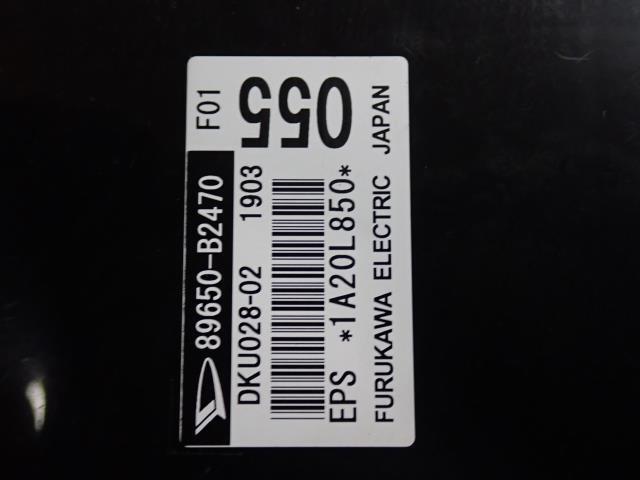 89650-B2470 F01
DKU028-02 1903 055
EPS *1A20L850*
FURUKAWA ELECTRIC JAPAN